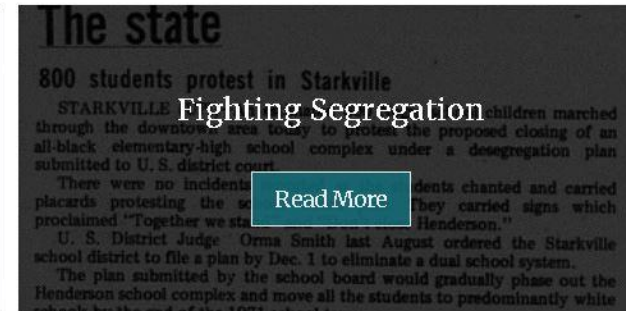 The state
800 students protest in Starkville
Fighting Segregation
STARKVILLE children marched
through the downtown area today to protest the proposed closing of an
all-black elementary-high school complex under a desegregation plan
submitted to U. S. district court
There were no incidents dents chanted and carried
placards protesting the They carried signs which
proclaimed "Together we sta Henderson."
Read More
U. S. District Judge Orma Smith last August ordered the Starkville
school district to file a plan by Dec. 1 to eliminate a dual school system.
The plan submitted by the school board would gradually phase out the
Henderson school complex and move all the students to predominantly white